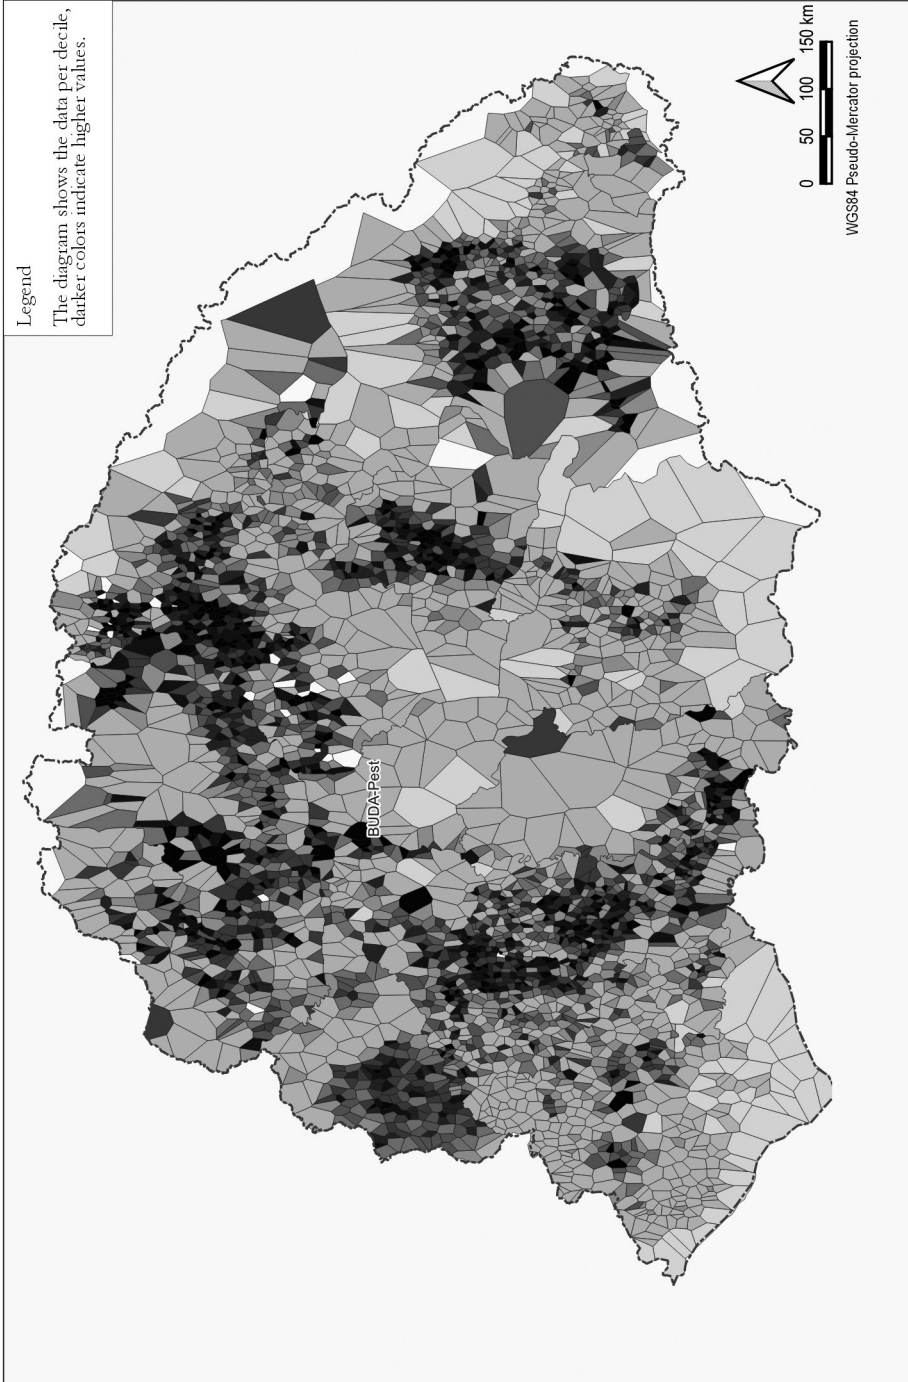 Legend
The diagram shows the data per decile,
darker colors indicate higher values.
BUDA-Pest
0 50 100 150 km
WGS84 Pseudo-Mercator projection